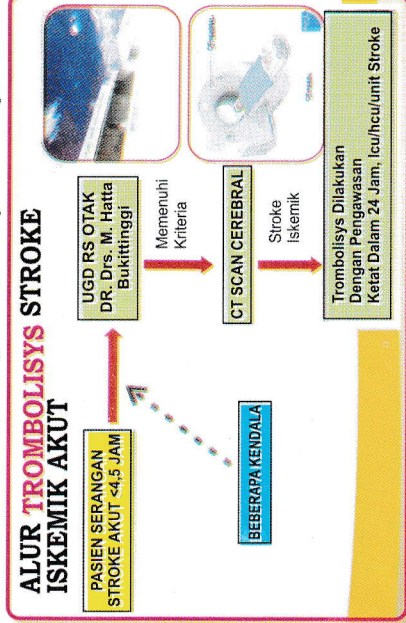 ALUR TROMBOLISYS STROKE
ISKEMIK AKUT
PASIEN SERANGAN
STROKE AKUT <4,5 JAM
UGD RS OTAK
DR. Drs. M. Hatta
Bukittinggi
Memenuhi
Kriteria
BEBERAPA KENDALA
CT SCAN CEREBRAL
Stroke
Iskemik
Trombolisys Dilakukan
Dengan Pengawasan
Ketat Dalam 24 Jam, Icu/hcu/unit Stroke